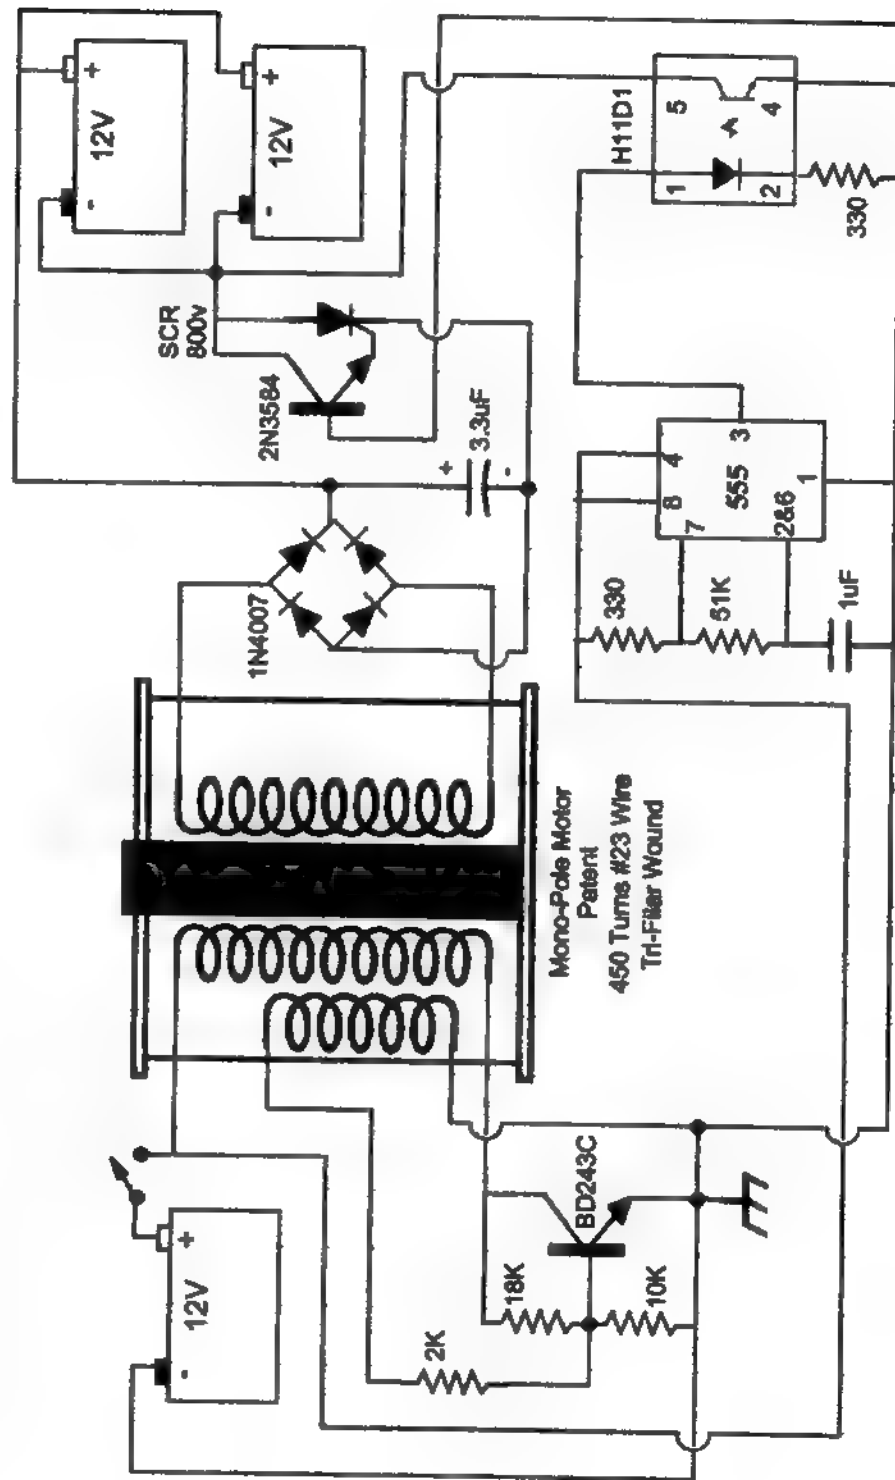 12V
+
-
12V
+
-
SCR
800v
2N3584
3.3uF
+
-
1N4007
H11D1
5
4
1
2
330
4
8
3
555
7
2&6
1
330
51K
1uF
Mono-Pole Motor
Patent
450 Turns #23 Wire
Tri-Filar Wound
12V
+
-
BD243C
18K
10K
2K